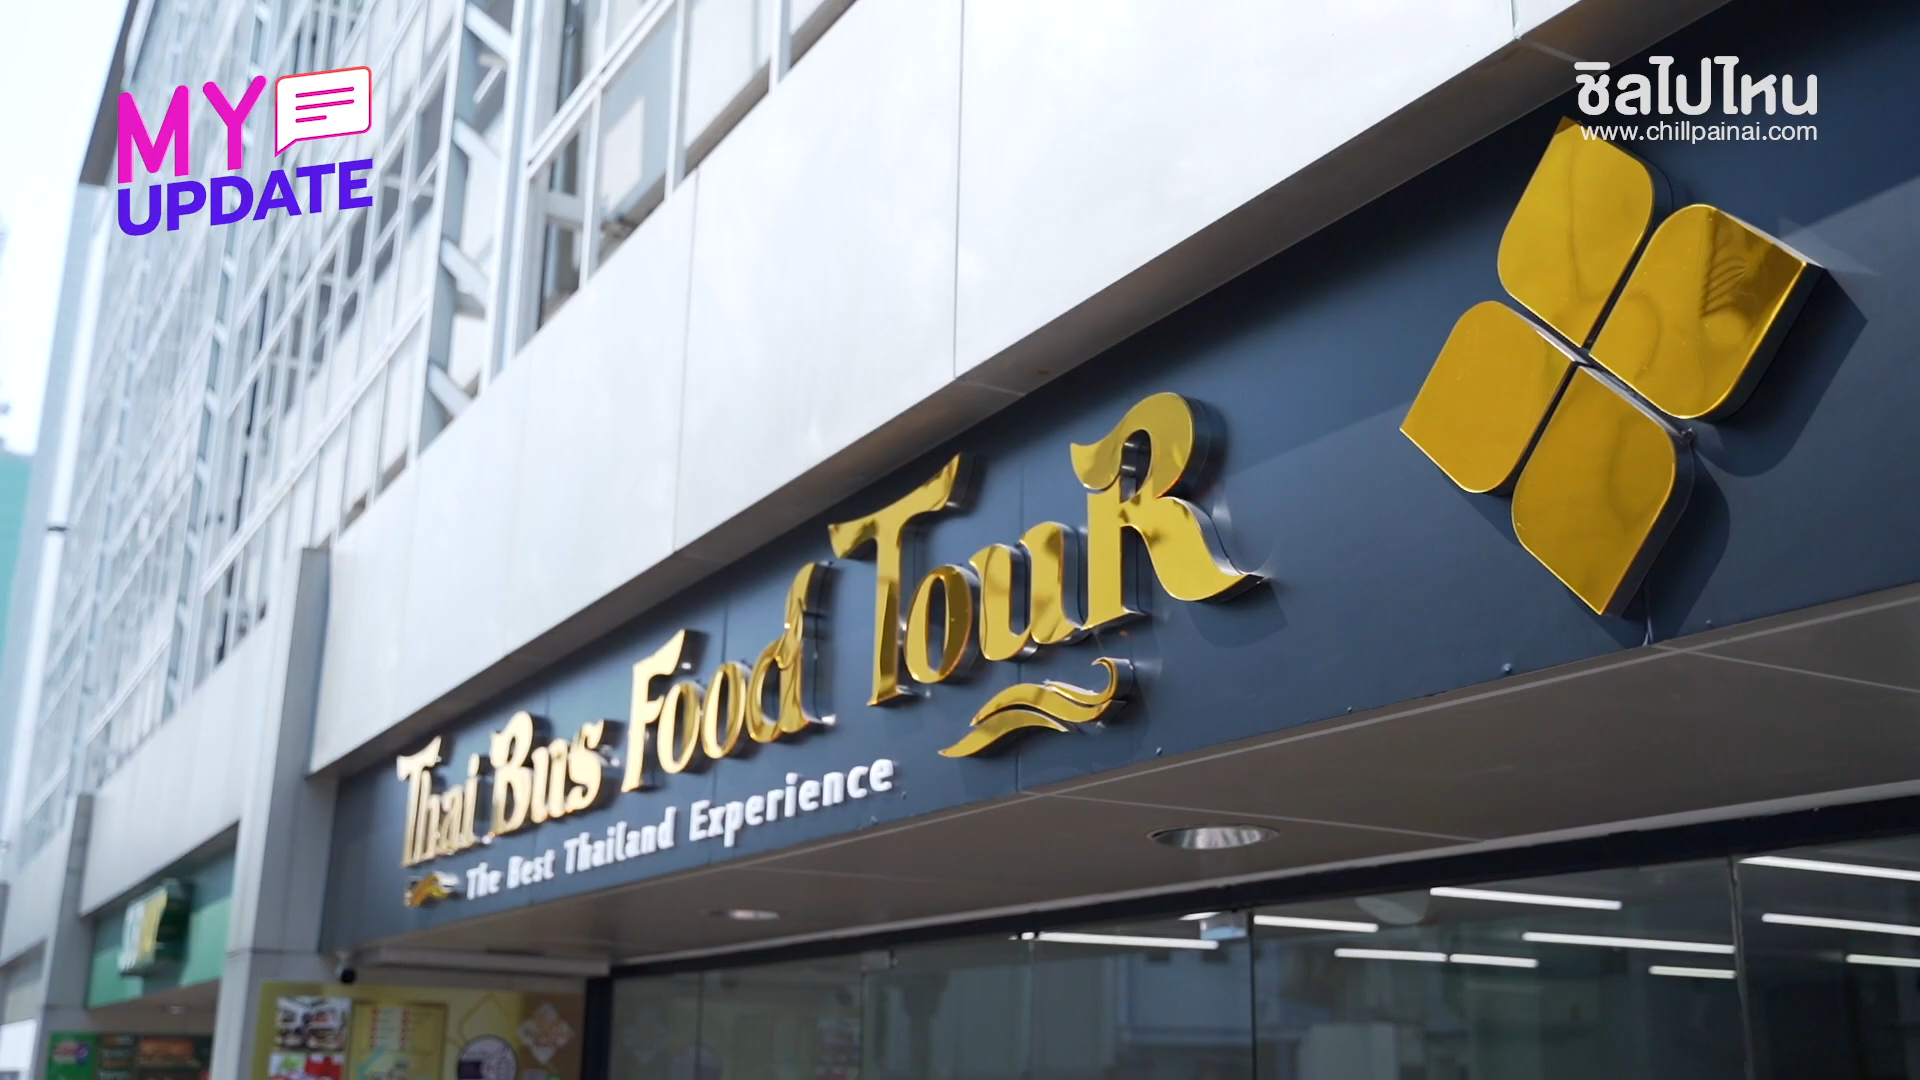 MY
UPDATE
ชิลไปไหน
www.chillpainai.com
Thai Bus Food Tour
The Best Thailand Experience